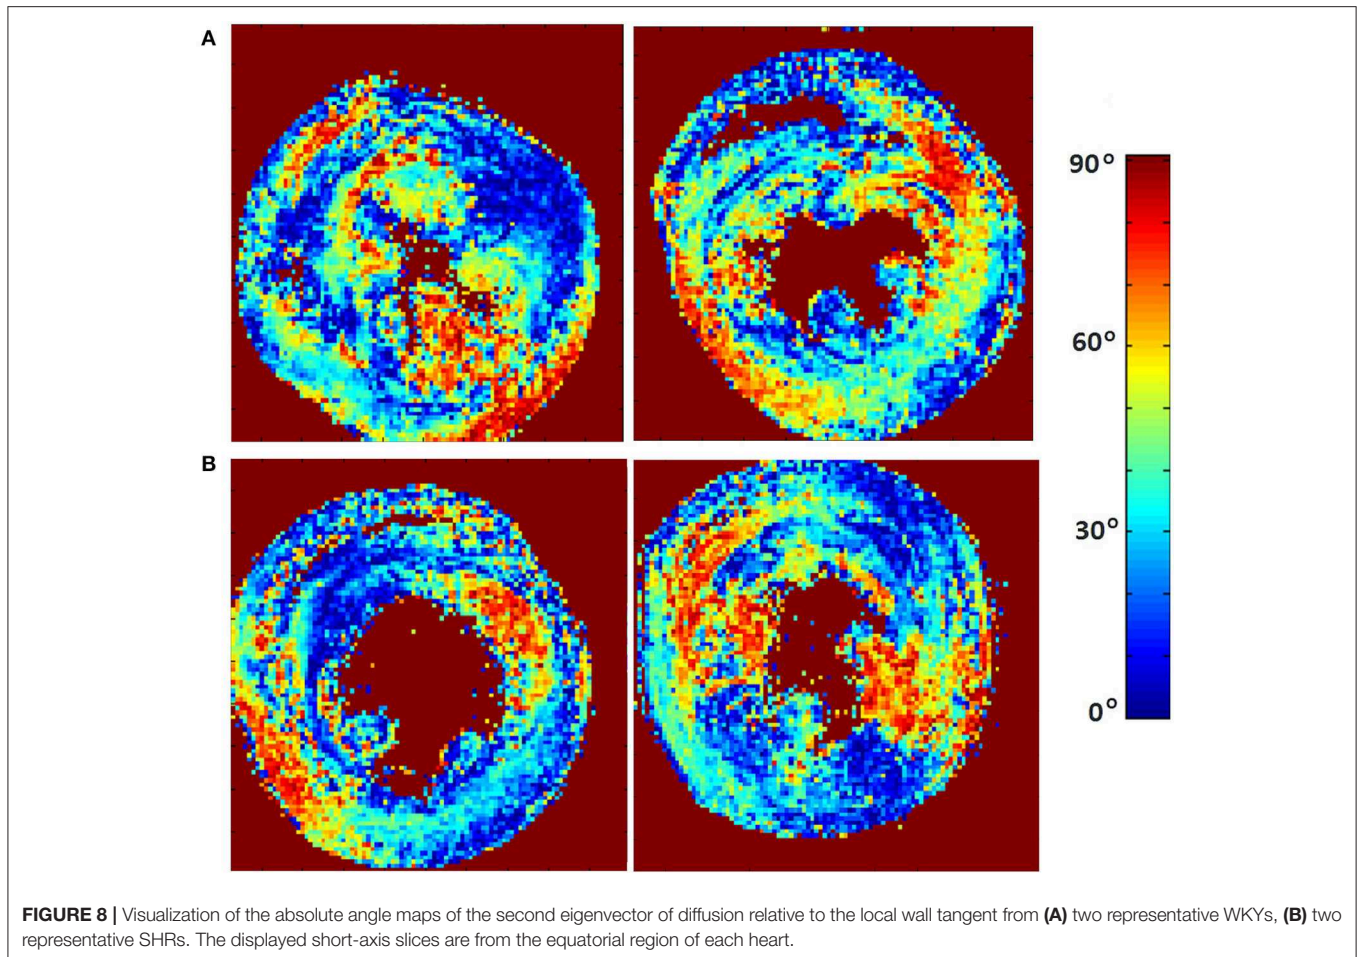 A
90°
60°
B
30°
0°
FIGURE 8 | Visualization of the absolute angle maps of the second eigenvector of diffusion relative to the local wall tangent from (A) two representative WKYs, (B) two
representative SHRs. The displayed short-axis slices are from the equatorial region of each heart.